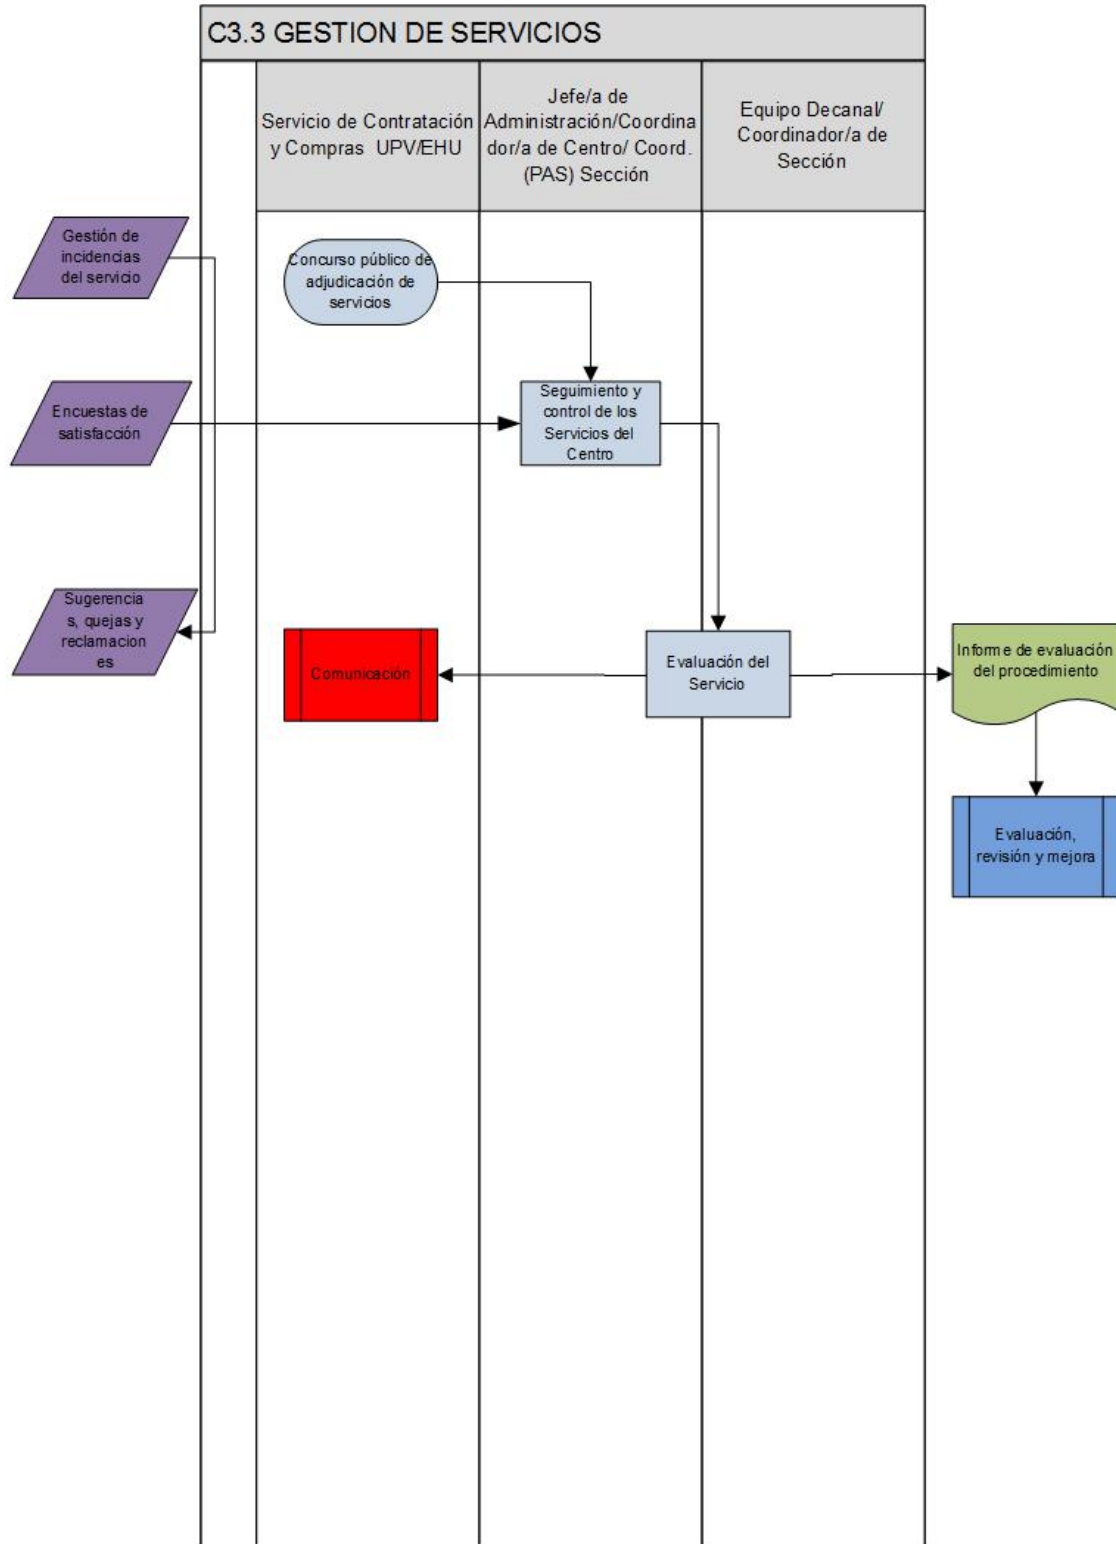 C3.3 GESTION DE SERVICIOS
Servicio de Contratación
y Compras UPV/EHU
Jefe/a de
Administración/Coordina
dor/a de Centro/ Coord.
(PAS) Sección
Equipo Decanal/
Coordinador/a de
Sección
Gestión de
incidencias
del servicio
Concurso público de
adjudicación de
servicios
Encuestas de
satisfacción
Seguimiento y
control de los
Servicios del
Centro
Sugerencia
s, quejas y
reclamacion
es
Comunicación
Evaluación del
Servicio
Informe de evaluación
del procedimiento
Evaluación,
revisión y mejora